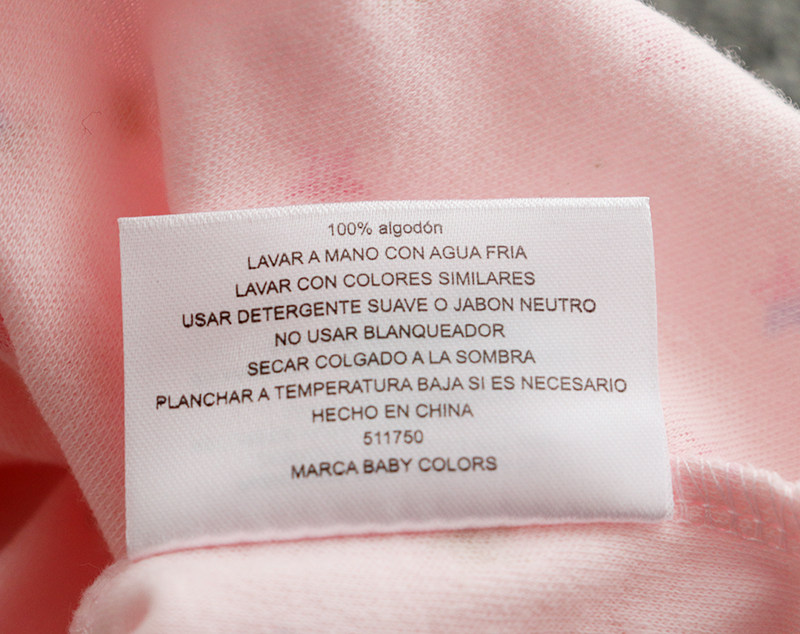 100% algodón
LAVAR A MANO CON AGUA FRIA
LAVAR CON COLORES SIMILARES
USAR DETERGENTE SUAVE O JABON NEUTRO
NO USAR BLANQUEADOR
SECAR COLGADO A LA SOMBRA
PLANCHAR A TEMPERATURA BAJA SI ES NECESARIO
HECHO EN CHINA
511750
MARCA BABY COLORS